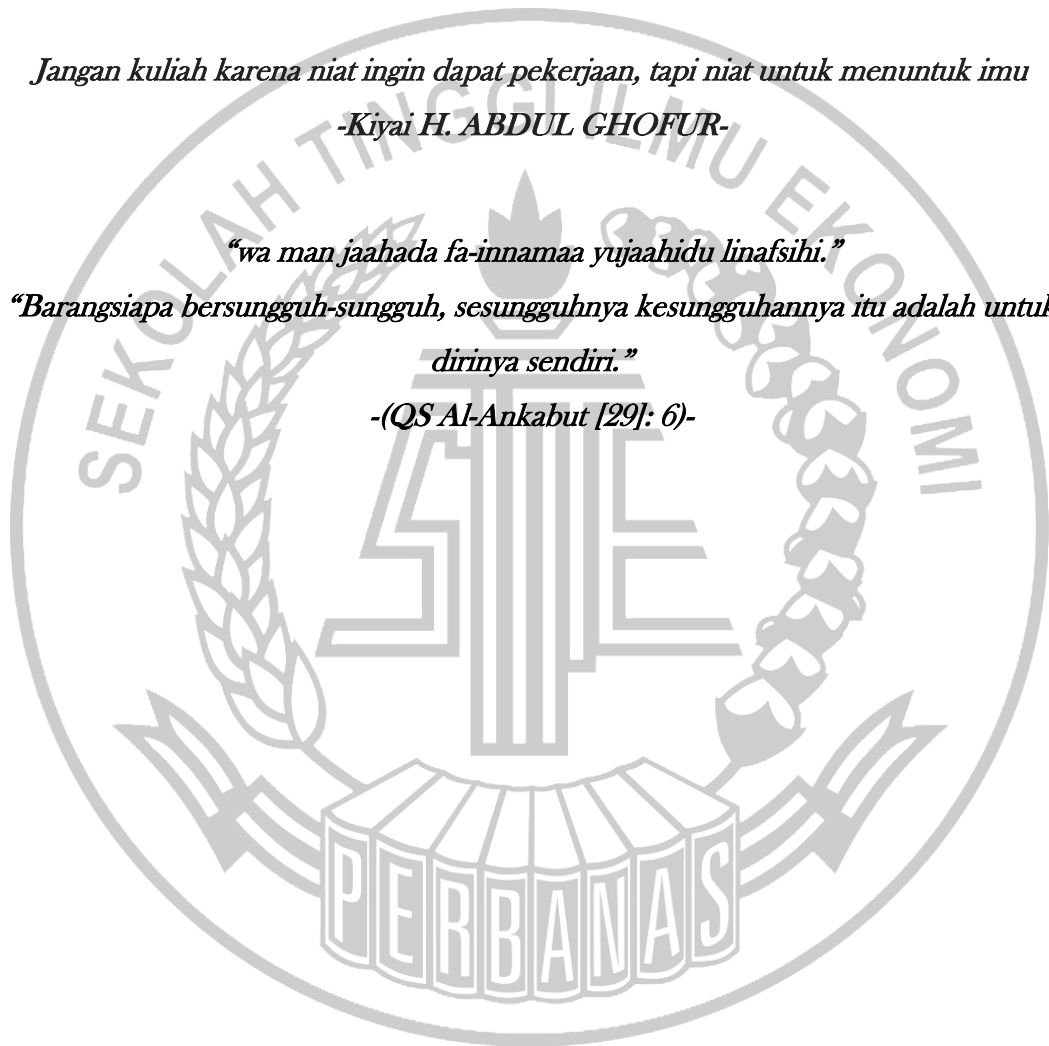 Jangan kuliah karena niat ingin dapat pekerjaan, tapi niat untuk menuntuk imu
-Kiyai H. ABDUL GHOFUR-
“wa man jaahada fa-innamaa yujaahidu linafsihi.”
“Barangsiapa bersungguh-sungguh, sesungguhnya kesungguhannya itu adalah untuk
dirinya sendiri.”
-(QS Al-Ankabut [29]: 6)-
SEKOLAH TINGGI ILMU EKONOMI
STIE
PERBANAS